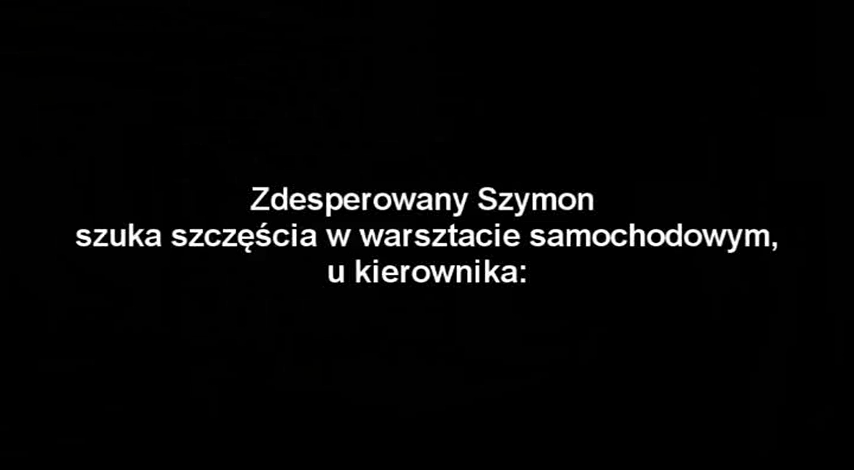 Zdesperowany Szymon
szuka szczęścia w warsztacie samochodowym,
u kierownika: